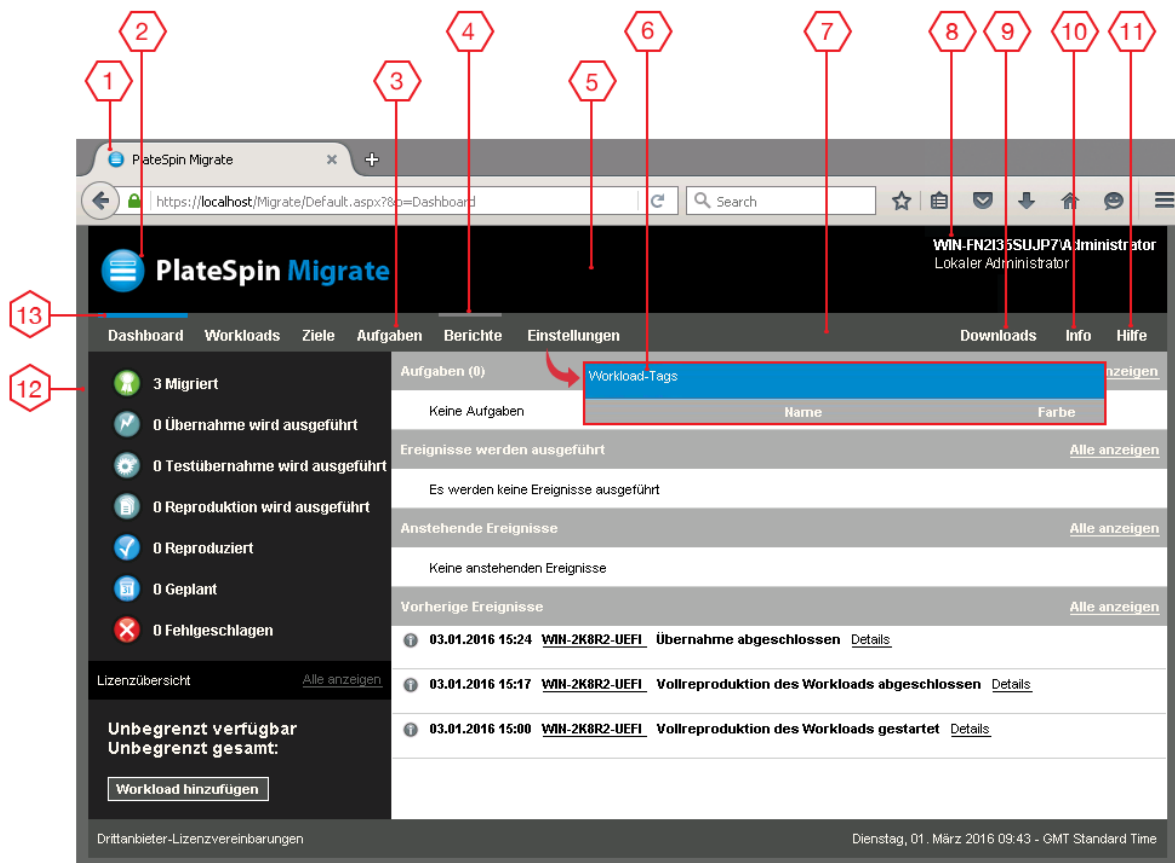 2
4
6
7
8
9
10
11
1
3
5
PlateSpin Migrate
https://localhost/Migrate/Default.aspx?&p=Dashboard
Search
PlateSpin Migrate
WIN-FN2I35SUJP7\Administrator
Lokaler Administrator
13
Dashboard Workloads Ziele Aufgaben Berichte Einstellungen Downloads Info Hilfe
12
3 Migriert
0 Übernahme wird ausgeführt
0 Testübernahme wird ausgeführt
0 Reproduktion wird ausgeführt
0 Reproduziert
31
0 Geplant
0 Fehlgeschlagen
Lizenzübersicht Alle anzeigen
Unbegrenzt verfügbar
Unbegrenzt gesamt:
Workload hinzufügen
Aufgaben (0) nzeigen
Workload-Tags
Name Farbe
Keine Aufgaben
Ereignisse werden ausgeführt Alle anzeigen
Es werden keine Ereignisse ausgeführt
Anstehende Ereignisse Alle anzeigen
Keine anstehenden Ereignisse
Vorherige Ereignisse Alle anzeigen
03.01.2016 15:24 WIN-2K8R2-UEFI Übernahme abgeschlossen Details
03.01.2016 15:17 WIN-2K8R2-UEFI Vollreproduktion des Workloads abgeschlossen Details
03.01.2016 15:00 WIN-2K8R2-UEFI Vollreproduktion des Workloads gestartet Details
Drittanbieter-Lizenzvereinbarungen Dienstag, 01. März 2016 09:43 - GMT Standard Time